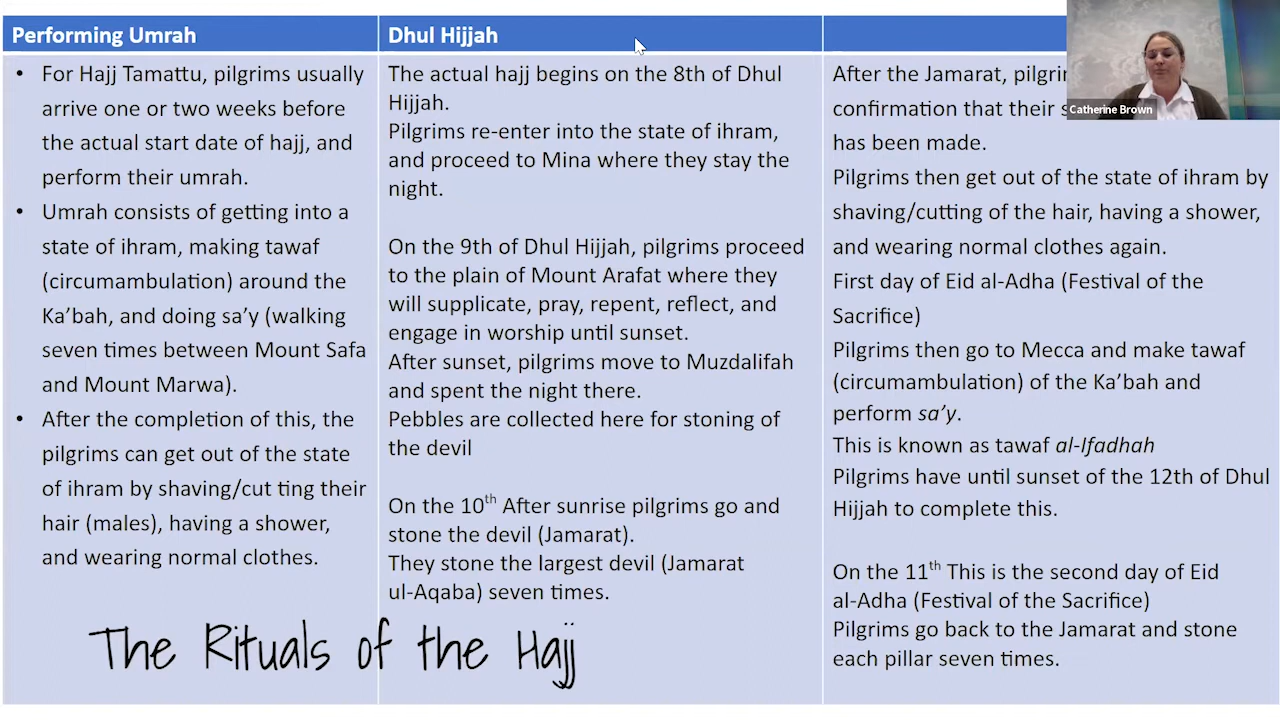 Performing Umrah
• For Hajj Tamattu, pilgrims usually
arrive one or two weeks before
the actual start date of hajj, and
perform their umrah.
• Umrah consists of getting into a
state of ihram, making tawaf
(circumambulation) around the
Ka’bah, and doing sa’y (walking
seven times between Mount Safa
and Mount Marwa).
• After the completion of this, the
pilgrims can get out of the state
of ihram by shaving/cut ting their
hair (males), having a shower,
and wearing normal clothes.
Dhul Hijjah
The actual hajj begins on the 8th of Dhul
Hijjah.
Pilgrims re-enter into the state of ihram,
and proceed to Mina where they stay the
night.
On the 9th of Dhul Hijjah, pilgrims proceed
to the plain of Mount Arafat where they
will supplicate, pray, repent, reflect, and
engage in worship until sunset.
After sunset, pilgrims move to Muzdalifah
and spent the night there.
Pebbles are collected here for stoning of
the devil
On the 10th After sunrise pilgrims go and
stone the devil (Jamarat).
They stone the largest devil (Jamarat
ul-Aqaba) seven times.
After the Jamarat,
confirmation that their
has been made.
Pilgrims then get out of the state of ihram by
shaving/cutting of the hair, having a shower,
and wearing normal clothes again.
First day of Eid al-Adha (Festival of the
Sacrifice)
Pilgrims then go to Mecca and make tawaf
(circumambulation) of the Ka’bah and
perform sa’y.
This is known as tawaf al-Ifadhah
Pilgrims have until sunset of the 12th of Dhul
Hijjah to complete this.
On the 11th This is the second day of Eid
al-Adha (Festival of the Sacrifice)
Pilgrims go back to the Jamarat and stone
each pillar seven times.
The Rituals of the Hajj
Catherine Brown